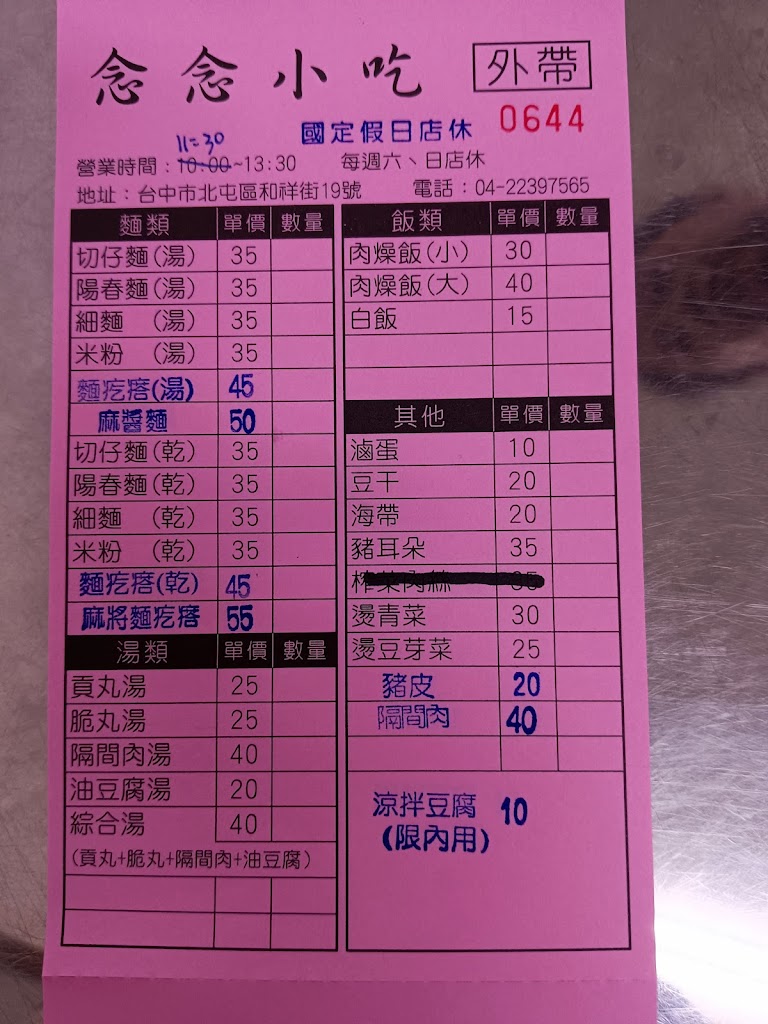 念念小吃 外帶
國定假日店休 0644
11:30
營業時間:10:00~13:30 每週六、日店休
地址:台中市北屯區和祥街19號 電話:04-22397565
麵類 單價 數量
切仔麵(湯) 35
陽春麵(湯) 35
細麵 (湯) 35
米粉 (湯) 35
麵疙瘩(湯) 45
麻醬麵 50
切仔麵(乾) 35
陽春麵(乾) 35
細麵 (乾) 35
米粉 (乾) 35
麵疙瘩(乾) 45
麻將麵疙瘩 55
湯類 單價 數量
貢丸湯 25
脆丸湯 25
隔間肉湯 40
油豆腐湯 20
綜合湯 40
(貢丸+脆丸+隔間肉+油豆腐)
飯類 單價 數量
肉燥飯(小) 30
肉燥飯(大) 40
白飯 15
其他 單價 數量
滷蛋 10
豆干 20
海帶 20
豬耳朵 35
榨菜肉絲 35
燙青菜 30
燙豆芽菜 25
豬皮 20
隔間肉 40
涼拌豆腐 10
(限內用)